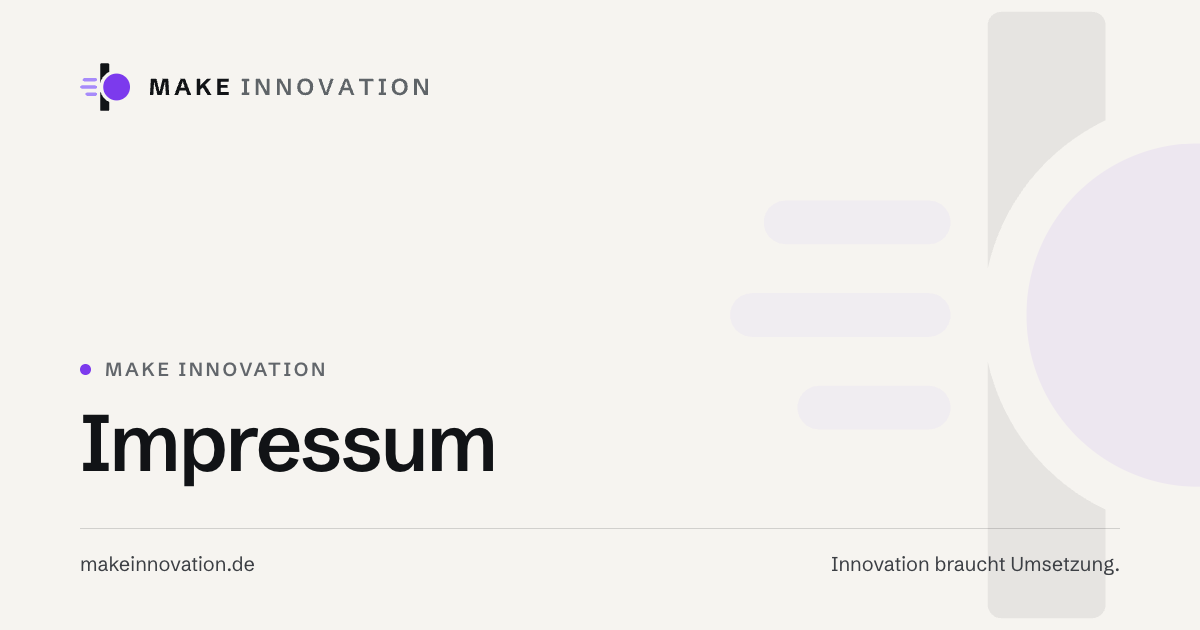 MAKE INNOVATION
MAKE INNOVATION
Impressum
makeinnovation.de
Innovation braucht Umsetzung.